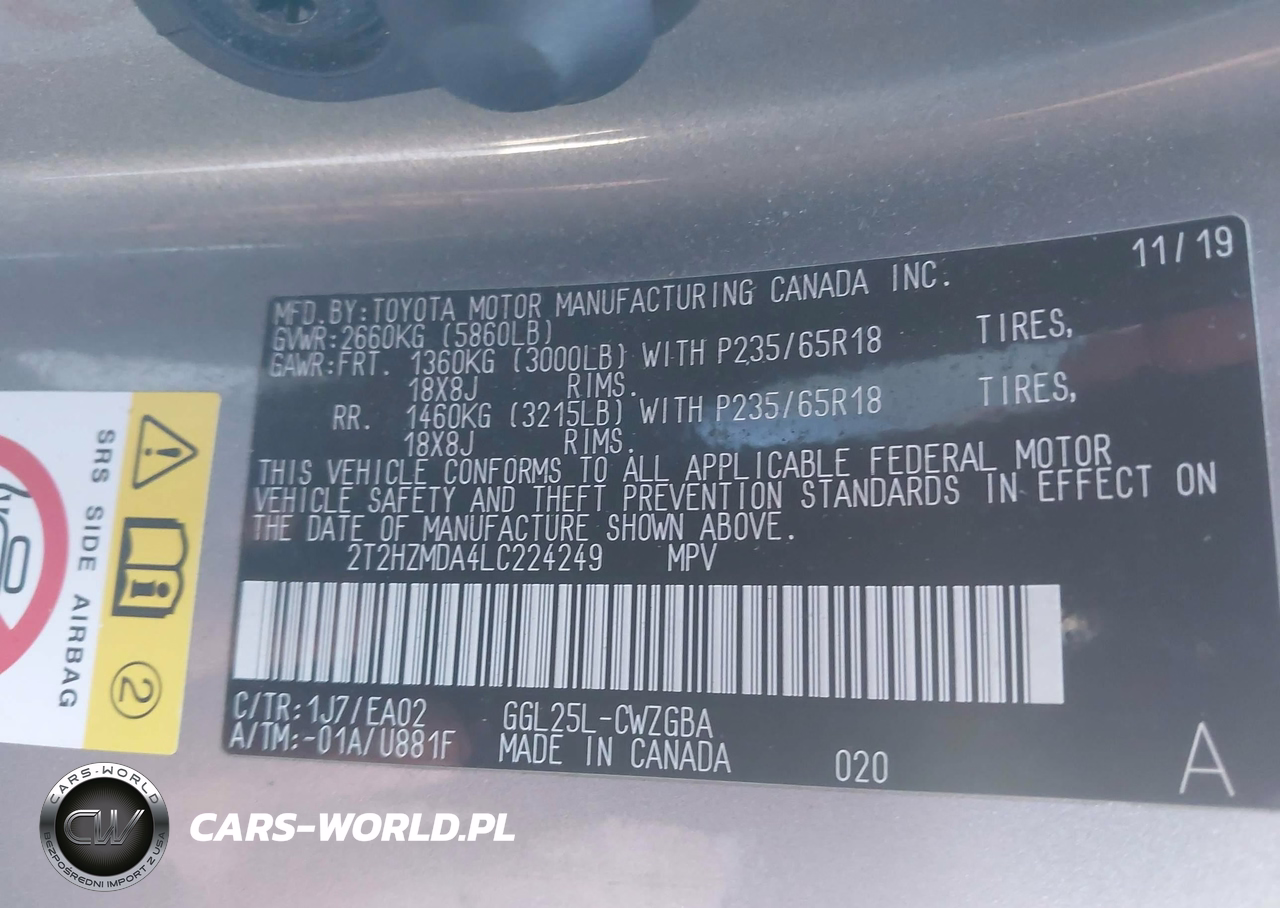 11/19
MFD.BY:TOYOTA MOTOR MANUFACTURING CANADA INC.
GVWR:2660KG (5860LB)
GAWR:FRT. 1360KG (3000LB) WITH P235/65R18 TIRES,
18X8J RIMS.
RR. 1460KG (3215LB) WITH P235/65R18 TIRES,
18X8J RIMS.
THIS VEHICLE CONFORMS TO ALL APPLICABLE FEDERAL MOTOR
VEHICLE SAFETY AND THEFT PREVENTION STANDARDS IN EFFECT ON
THE DATE OF MANUFACTURE SHOWN ABOVE.
2T2HZMDA4LC224249 MPV
C/TR:1J7/EA02 GGL25L-CWZGBA
A/TM:-01A/U881F MADE IN CANADA 020 A
SRS SIDE AIRBAG
2
CARS-WORLD
CW
BEZPOŚREDNI IMPORT Z USA
CARS-WORLD.PL